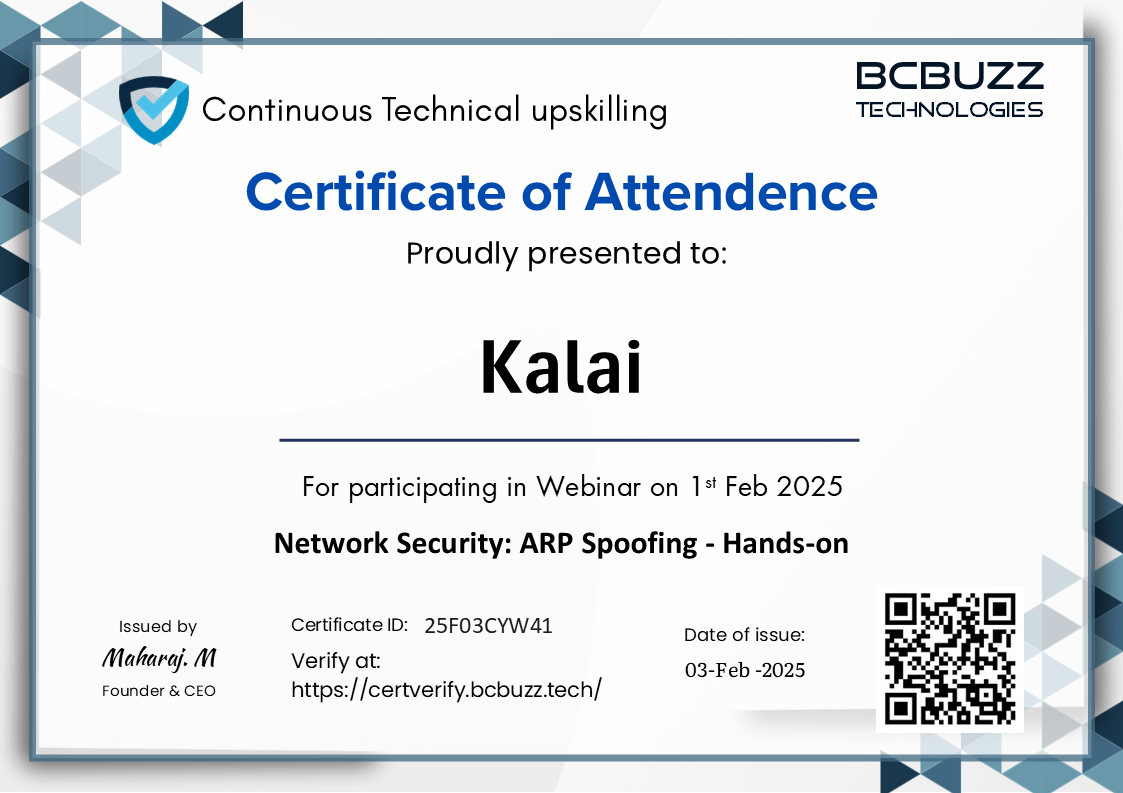 Continuous Technical upskilling
BCBUZZ
TECHNOLOGIES
Certificate of Attendence
Proudly presented to:
Kalai
For participating in Webinar on 1st Feb 2025
Network Security: ARP Spoofing - Hands-on
Issued by
Maharaj. M
Founder & CEO
Certificate ID: 25F03CYW41
Verify at:
https://certverify.bcbuzz.tech/
Date of issue:
03-Feb -2025